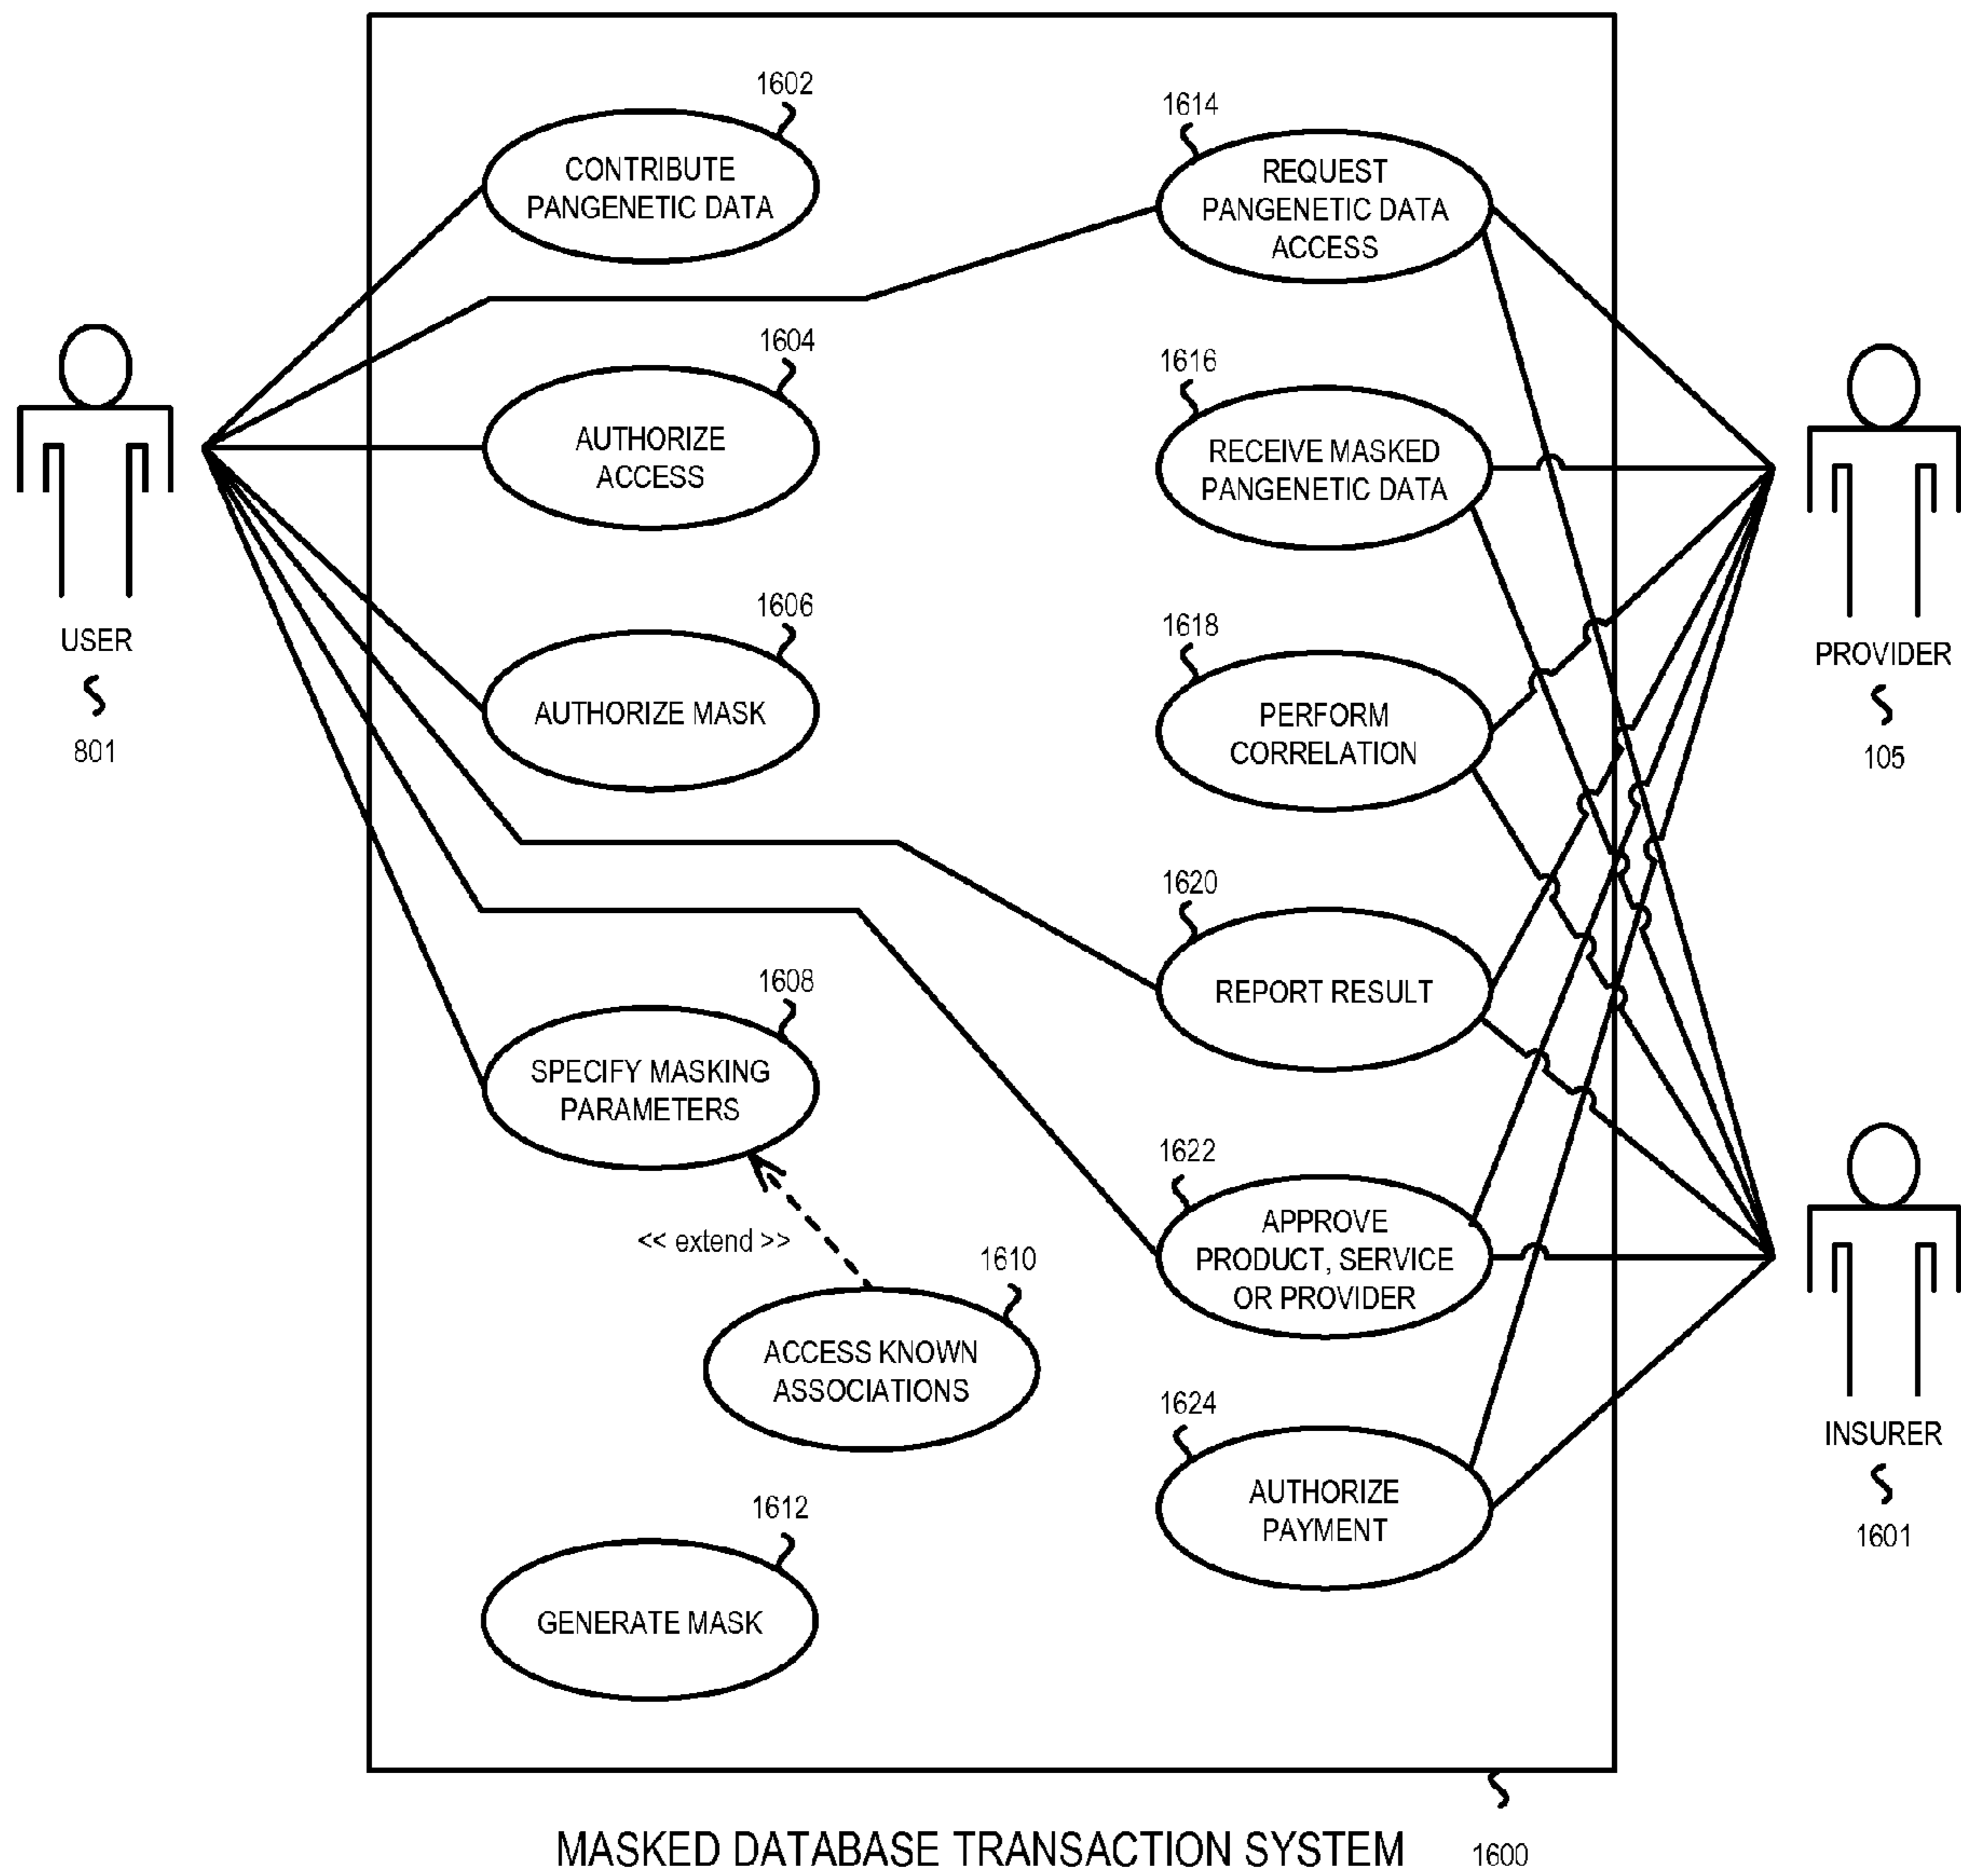 1602
CONTRIBUTE
PANGENETIC DATA
1614
REQUEST
PANGENETIC DATA
ACCESS
1604
AUTHORIZE
ACCESS
1616
RECEIVE MASKED
PANGENETIC DATA
USER
801
PROVIDER
105
1606
AUTHORIZE MASK
1618
PERFORM
CORRELATION
1620
REPORT RESULT
1608
SPECIFY MASKING
PARAMETERS
<< extend >>
1610
ACCESS KNOWN
ASSOCIATIONS
1622
APPROVE
PRODUCT, SERVICE
OR PROVIDER
1624
AUTHORIZE
PAYMENT
INSURER
1601
1612
GENERATE MASK
MASKED DATABASE TRANSACTION SYSTEM
1600